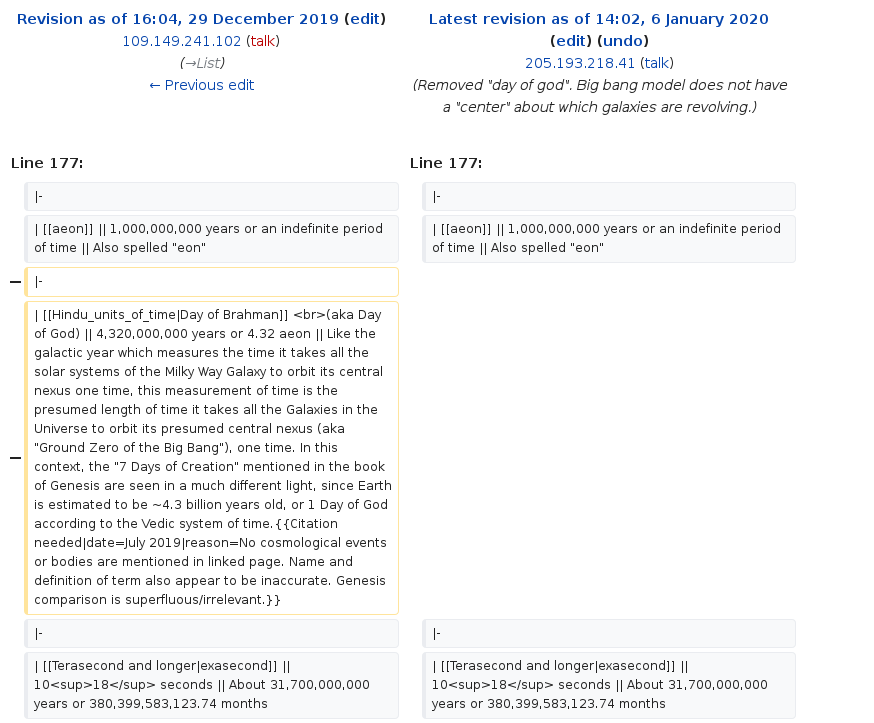 Revision as of 16:04, 29 December 2019 (edit)
109.149.241.102 (talk)
(→List)
← Previous edit
Latest revision as of 14:02, 6 January 2020
(edit) (undo)
205.193.218.41 (talk)
(Removed "day of god". Big bang model does not have
a "center" about which galaxies are revolving.)
Line 177:
Line 177:
|-
|-
| [[aeon]] || 1,000,000,000 years or an indefinite period
of time || Also spelled "eon"
| [[aeon]] || 1,000,000,000 years or an indefinite period
of time || Also spelled "eon"
− |-
− | [[Hindu_units_of_time|Day of Brahman]] <br>(aka Day
of God) || 4,320,000,000 years or 4.32 aeon || Like the
galactic year which measures the time it takes all the
solar systems of the Milky Way Galaxy to orbit its central
nexus one time, this measurement of time is the
presumed length of time it takes all the Galaxies in the
Universe to orbit its presumed central nexus (aka
"Ground Zero of the Big Bang"), one time. In this
context, the "7 Days of Creation" mentioned in the book
of Genesis are seen in a much different light, since Earth
is estimated to be ~4.3 billion years old, or 1 Day of God
according to the Vedic system of time.{{Citation
needed|date=July 2019|reason=No cosmological events
or bodies are mentioned in linked page. Name and
definition of term also appear to be inaccurate. Genesis
comparison is superfluous/irrelevant.}}
|-
|-
| [[Terasecond and longer|exasecond]] ||
10<sup>18</sup> seconds || About 31,700,000,000
years or 380,399,583,123.74 months
| [[Terasecond and longer|exasecond]] ||
10<sup>18</sup> seconds || About 31,700,000,000
years or 380,399,583,123.74 months